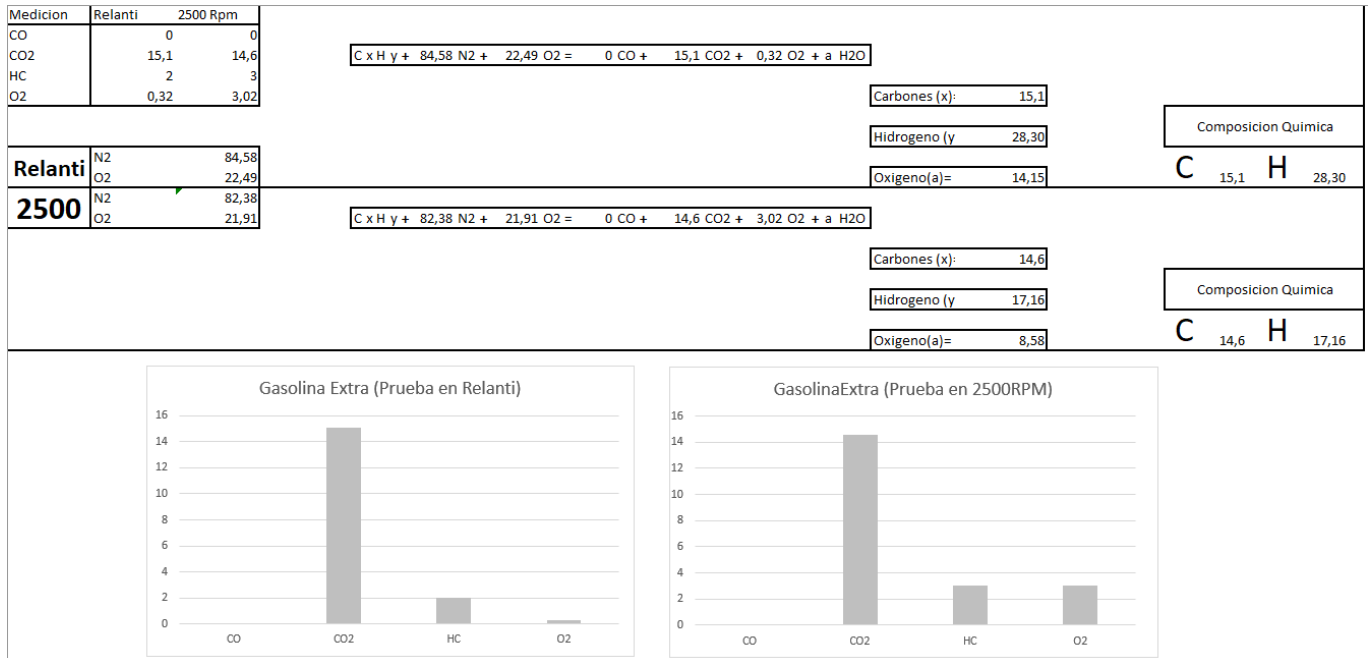 Medicion Relanti 2500 Rpm
CO 0 0
CO2 15,1 14,6
HC 2 3
O2 0,32 3,02
C x H y + 84,58 N2 + 22,49 O2 = 0 CO + 15,1 CO2 + 0,32 O2 + a H2O
Carbones (x): 15,1
Hidrogeno (y 28,30
Oxigeno(a)= 14,15
Composicion Quimica
C 15,1 H 28,30
Relanti
N2 84,58
O2 22,49
2500
N2 82,38
O2 21,91
C x H y + 82,38 N2 + 21,91 O2 = 0 CO + 14,6 CO2 + 3,02 O2 + a H2O
Carbones (x): 14,6
Hidrogeno (y 17,16
Oxigeno(a)= 8,58
Composicion Quimica
C 14,6 H 17,16
Gasolina Extra (Prueba en Relanti)
16
14
12
10
8
6
4
2
0
CO CO2 HC O2
GasolinaExtra (Prueba en 2500RPM)
16
14
12
10
8
6
4
2
0
CO CO2 HC O2